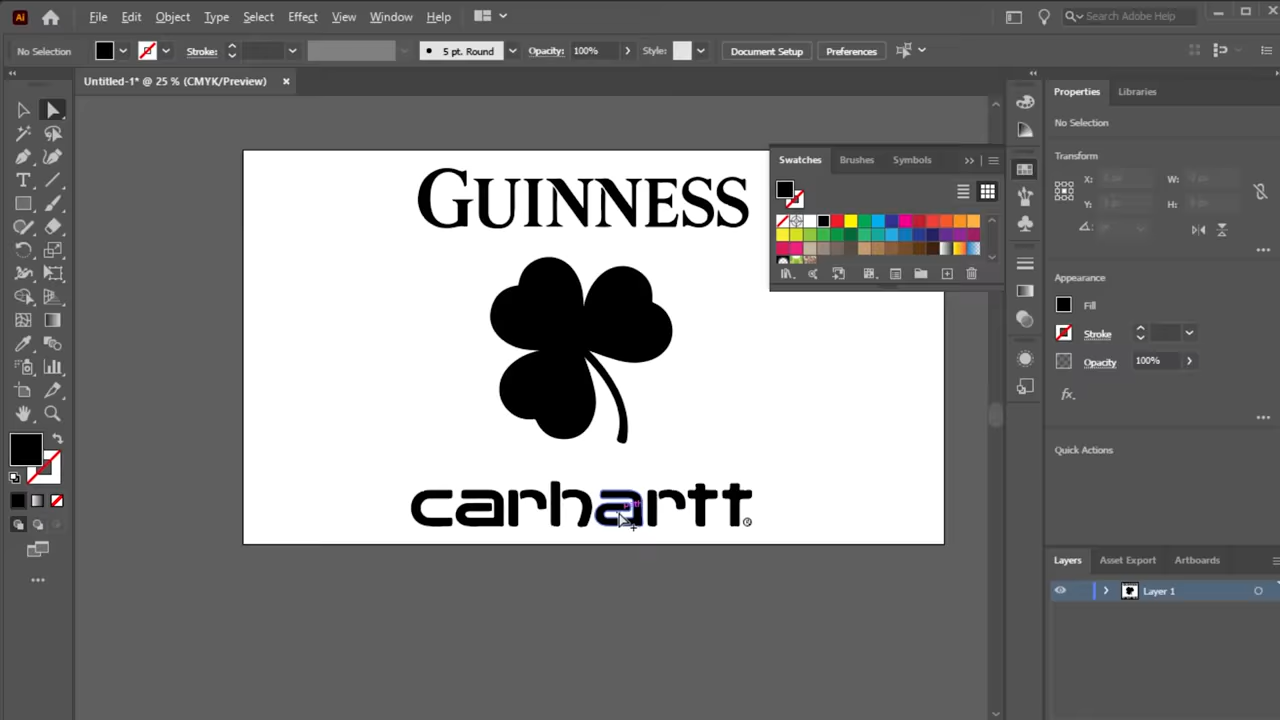 Ai File Edit Object Type Select Effect View Window Help Search Adobe Help
No Selection Stroke: 5 pt. Round Opacity: 100% Style: Document Setup Preferences
Untitled-1* @ 25 % (CMYK/Preview)
GUINNESS
carhartt®
path
Swatches Brushes Symbols
Properties Libraries
No Selection
Transform
X: W:
Y: H:
Appearance
Fill
Stroke
Opacity 100%
fx.
Quick Actions
Layers Asset Export Artboards
Layer 1